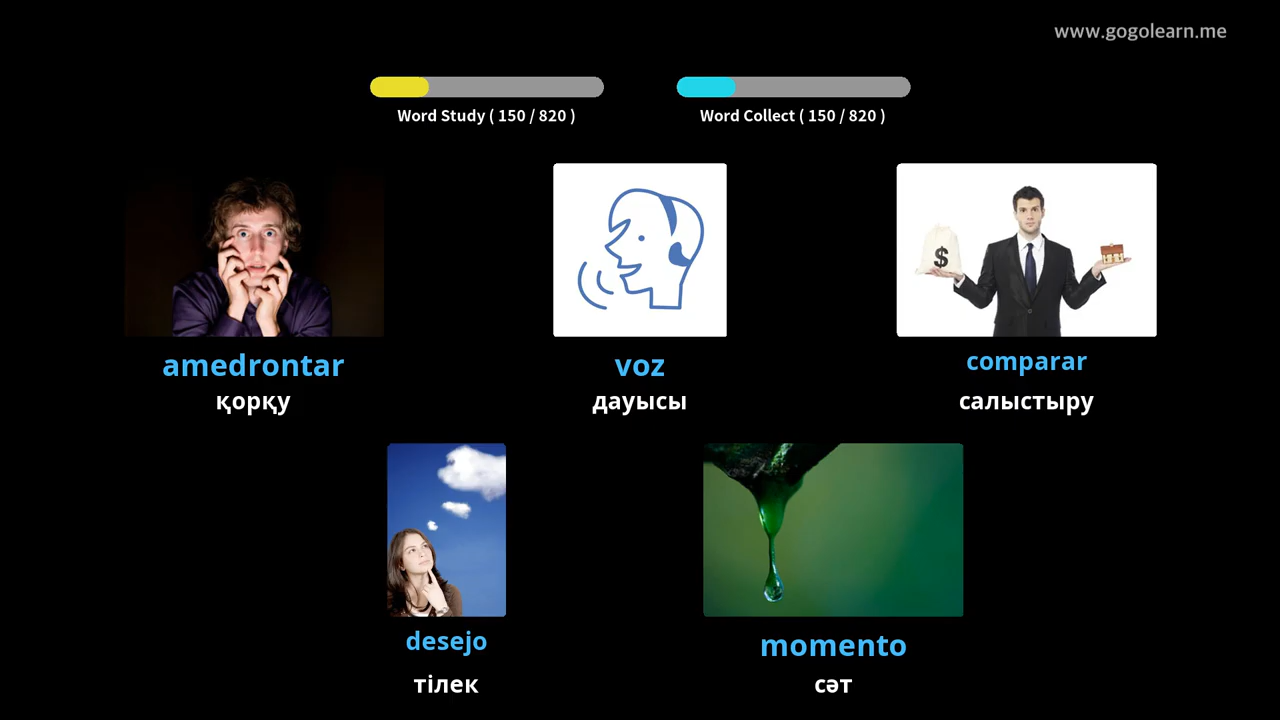 www.gogolearn.me
Word Study ( 150 / 820 )
Word Collect ( 150 / 820 )
$
amedrontar
қорқу
voz
дауысы
comparar
салыстыру
desejo
тілек
momento
сәт